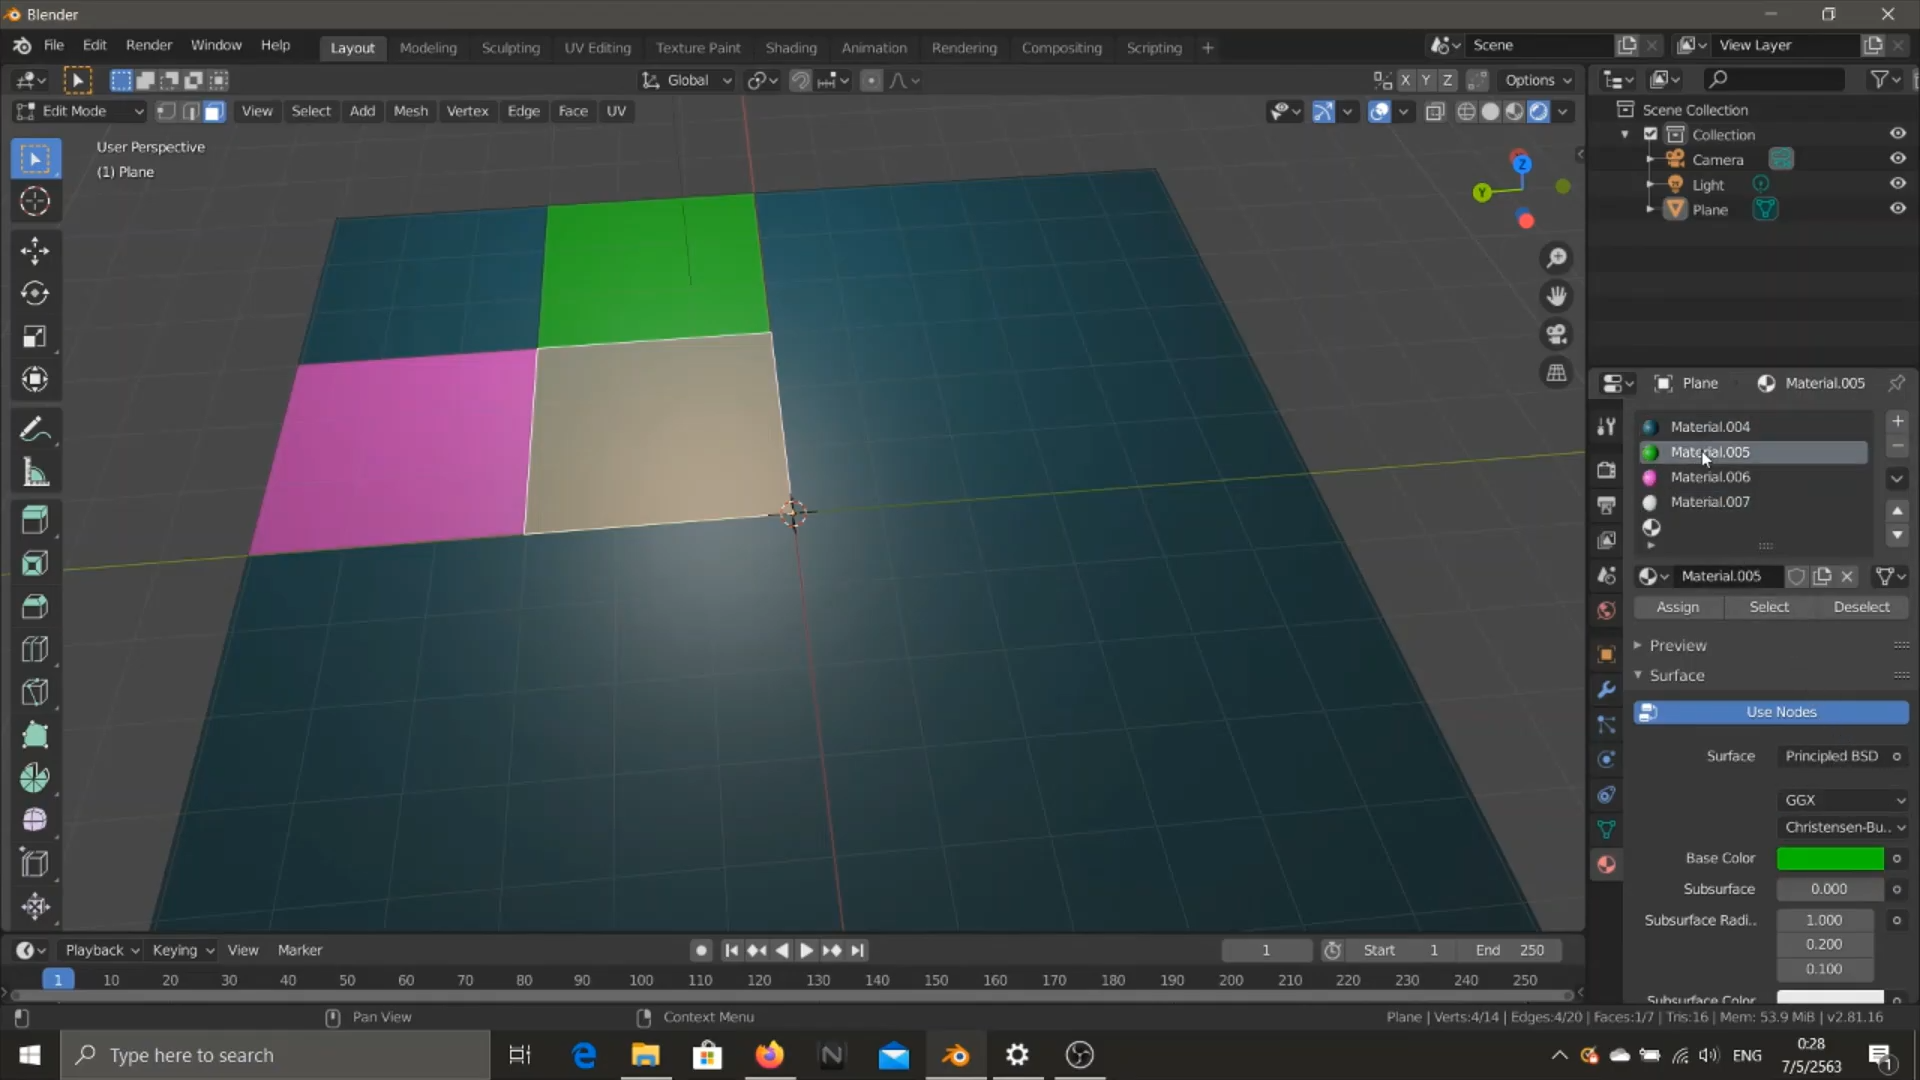 Blender
File Edit Render Window Help Layout Modeling Sculpting UV Editing Texture Paint Shading Animation Rendering Compositing Scripting + Scene View Layer
Global X Y Z Options
Edit Mode View Select Add Mesh Vertex Edge Face UV
User Perspective
(1) Plane
Z
Y
Scene Collection
Collection
Camera
Light
Plane
Plane Material.005
Material.004
Material.005
Material.006
Material.007
Material.005
Assign Select Deselect
Preview
Surface
Use Nodes
Surface Principled BSD
GGX
Christensen-Bu..
Base Color
Subsurface 0.000
Subsurface Radi.. 1.000
0.200
0.100
Subsurface Color
Playback Keying View Marker 1 Start 1 End 250
1 10 20 30 40 50 60 70 80 90 100 110 120 130 140 150 160 170 180 190 200 210 220 230 240 250
Pan View Context Menu Plane | Verts:4/14 | Edges:4/20 | Faces:1/7 | Tris:16 | Mem: 53.9 MiB | v2.81.16
Type here to search ENG 0:28
7/5/2563
1